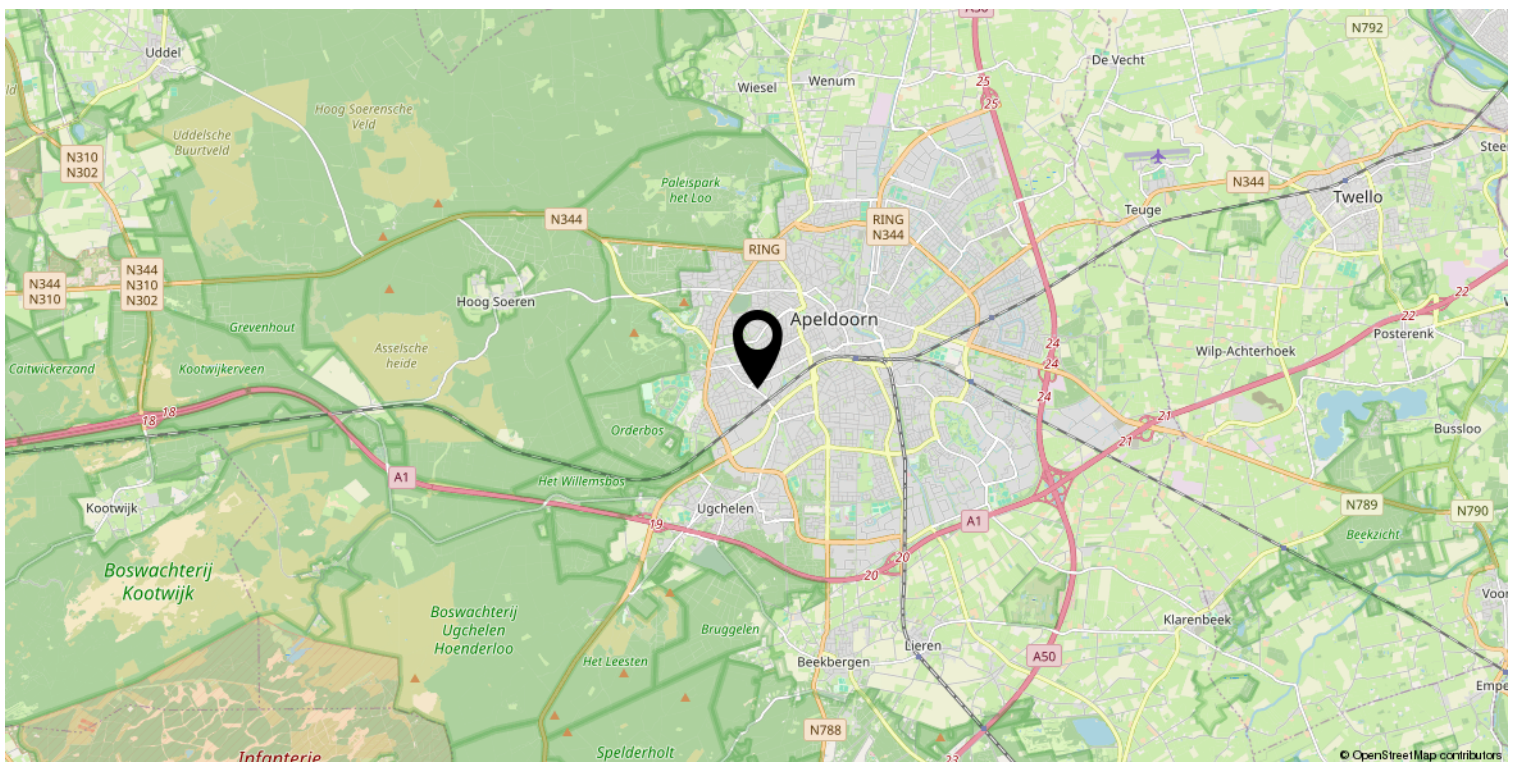 A50
N792
Uddel
De Vecht
Wenum
Wiesel
25
25
Hoog Soerensche
Veld
Uddelsche
Buurtveld
N310
N302
Paleispark
het Loo
N344
Twello
Teuge
N344
RING
N344
RING
N344
N310
N302
N344
N310
Hoog Soeren
22
22
Apeldoorn
Grevenhout
Posterenk
24
Asselsche
heide
Wilp-Achterhoek
24
Caitwickerzand
Kootwijkerveen
24
18
18
21
21
Orderbos
Bussloo
A1
Het Willemsbos
Kootwijk
Ugchelen
N789
N790
19
A1
Beekzicht
20
20
Boswachterij
Kootwijk
Boswachterij
Ugchelen
Hoenderloo
Klarenbeek
Bruggelen
Lieren
Het Leesten
Beekbergen
A50
N788
Spelderholt
Infanterie
23
© OpenStreetMap contributors